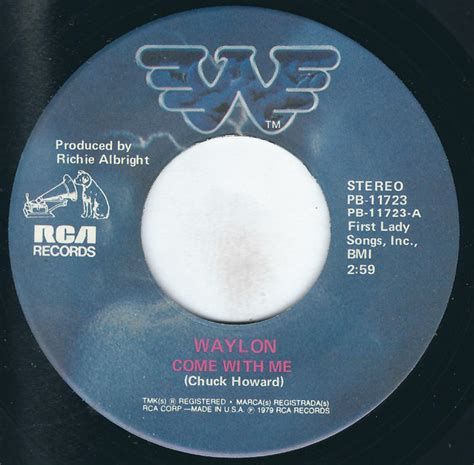 W
TM
Produced by
Richie Albright
RCA
RECORDS
STEREO
PB-11723
PB-11723-A
First Lady
Songs, Inc.,
BMI
2:59
WAYLON
COME WITH ME
(Chuck Howard)
TMK(s) ® REGISTERED • MARCA(s) REGISTRADA(s)
RCA CORP —MADE IN U.S.A. ℗ 1979 RCA RECORDS